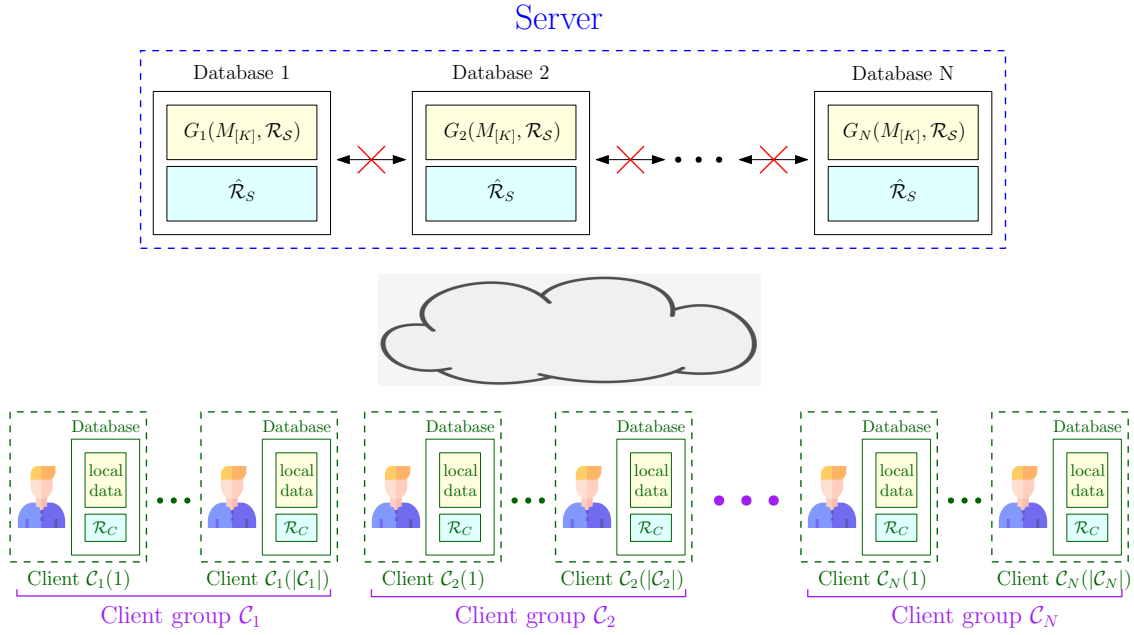 Server
Database 1
Database 2
Database N
$G_1(M_{[K]}, \mathcal{R}_{\mathcal{S}})$
$G_2(M_{[K]}, \mathcal{R}_{\mathcal{S}})$
$G_N(M_{[K]}, \mathcal{R}_{\mathcal{S}})$
$\hat{\mathcal{R}}_S$
$\hat{\mathcal{R}}_S$
$\hat{\mathcal{R}}_S$
Database
local
data
$\mathcal{R}_C$
Client $\mathcal{C}_1(1)$
Database
local
data
$\mathcal{R}_C$
Client $\mathcal{C}_1(|\mathcal{C}_1|)$
Client group $\mathcal{C}_1$
Database
local
data
$\mathcal{R}_C$
Client $\mathcal{C}_2(1)$
Database
local
data
$\mathcal{R}_C$
Client $\mathcal{C}_2(|\mathcal{C}_2|)$
Client group $\mathcal{C}_2$
Database
local
data
$\mathcal{R}_C$
Client $\mathcal{C}_N(1)$
Database
local
data
$\mathcal{R}_C$
Client $\mathcal{C}_N(|\mathcal{C}_N|)$
Client group $\mathcal{C}_N$